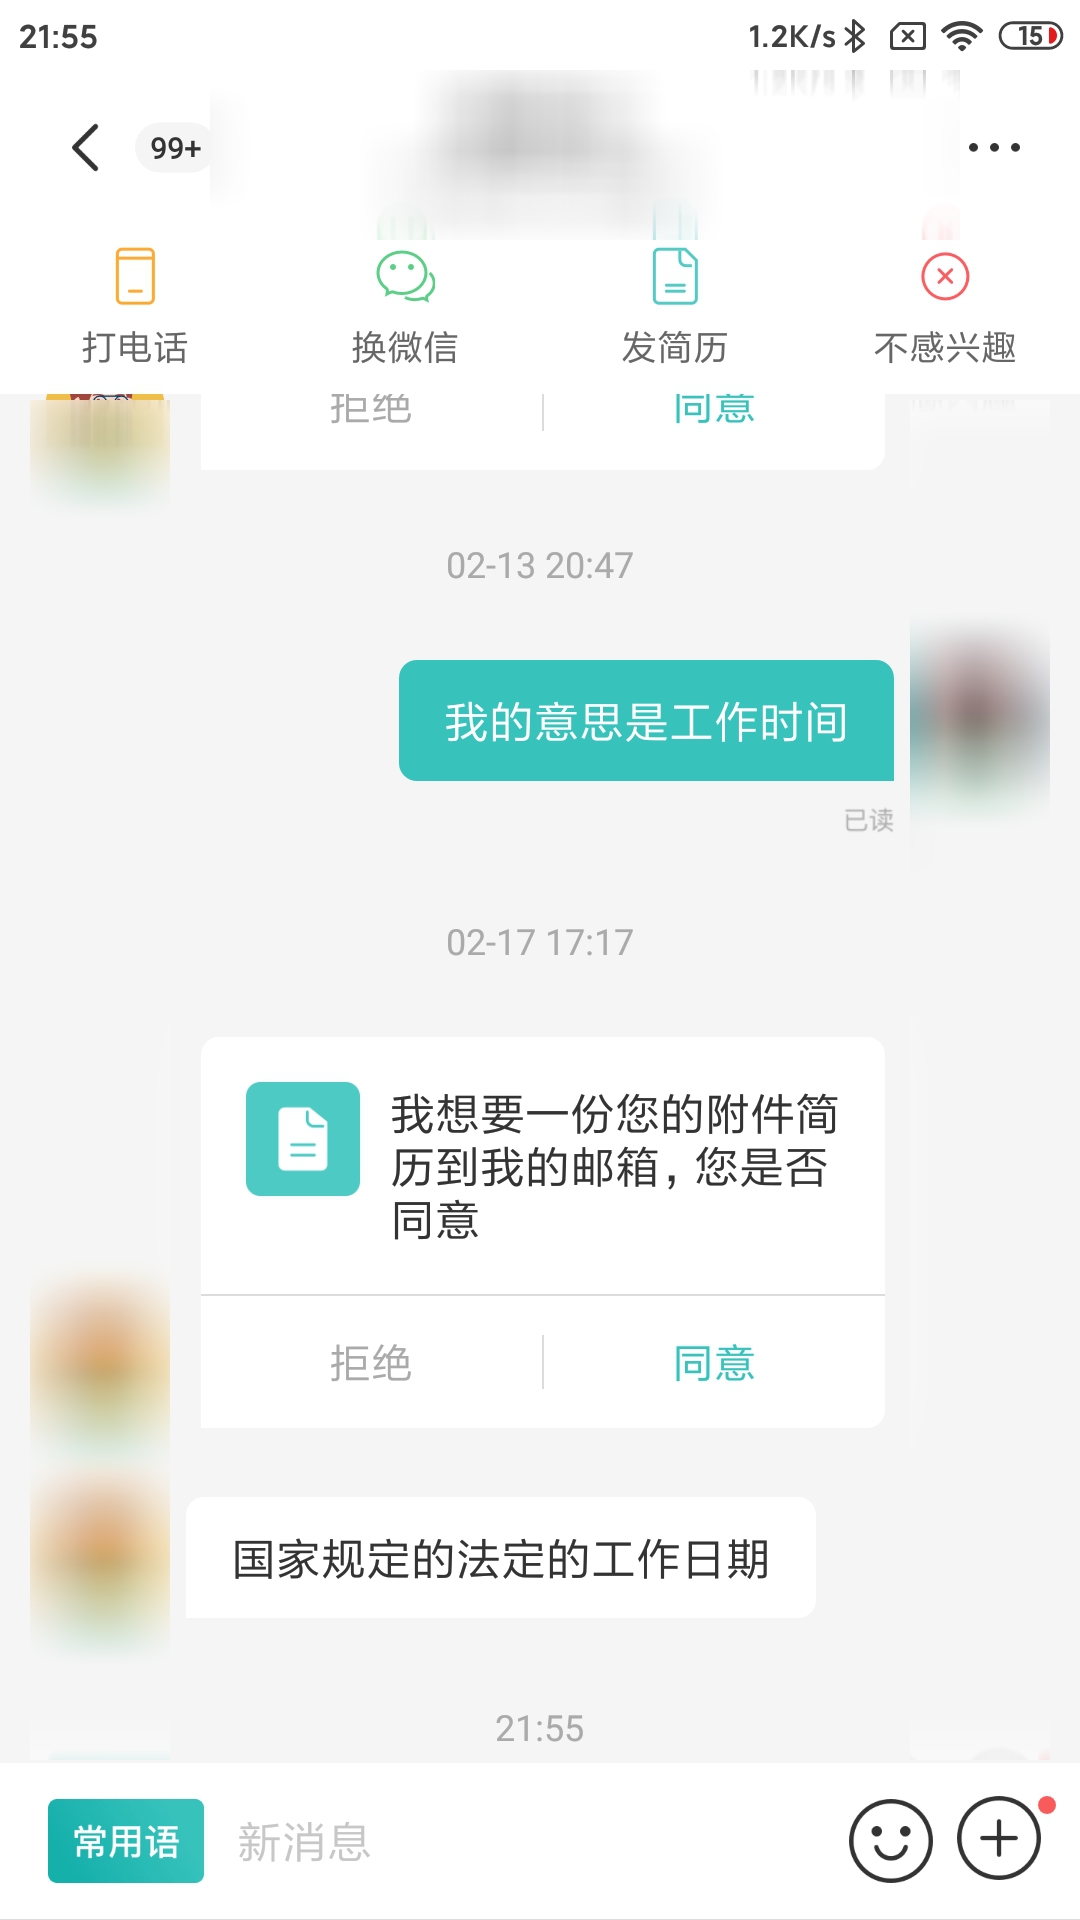 21:55
1.2K/s
15
99+
打电话
换微信
发简历
不感兴趣
拒绝
同意
02-13 20:47
我的意思是工作时间
已读
02-17 17:17
我想要一份您的附件简
历到我的邮箱，您是否
同意
拒绝
同意
国家规定的法定的工作日期
21:55
常用语
新消息